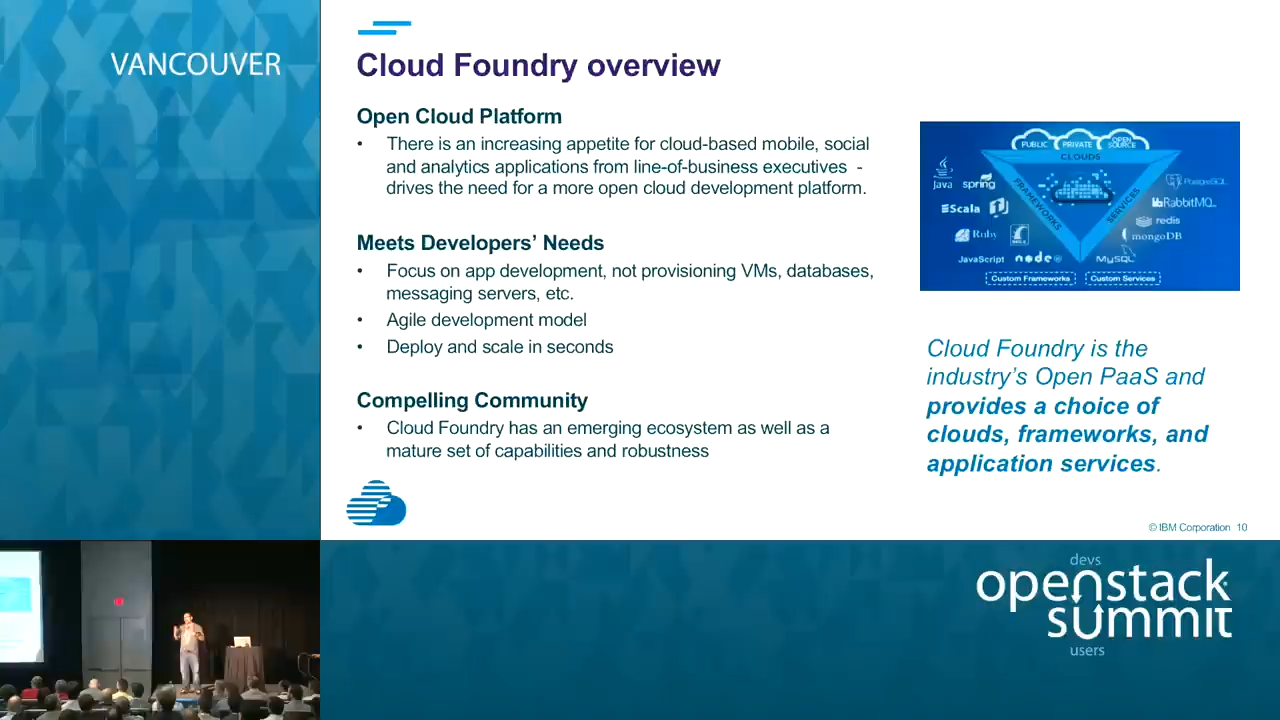 VANCOUVER
Cloud Foundry overview
Open Cloud Platform
• There is an increasing appetite for cloud-based mobile, social
and analytics applications from line-of-business executives -
drives the need for a more open cloud development platform.
Meets Developers’ Needs
• Focus on app development, not provisioning VMs, databases,
messaging servers, etc.
• Agile development model
• Deploy and scale in seconds
Compelling Community
• Cloud Foundry has an emerging ecosystem as well as a
mature set of capabilities and robustness
PUBLIC PRIVATE OPEN SOURCE
CLOUDS
FRAMEWORKS
SERVICES
Java
spring
Scala
Ruby
JavaScript
node
PostgreSQL
RabbitMQ
redis
mongoDB
MySQL
Custom Frameworks
Custom Services
Cloud Foundry is the
industry’s Open PaaS and
provides a choice of
clouds, frameworks, and
application services.
© IBM Corporation 10
devs
openstack
summit
users